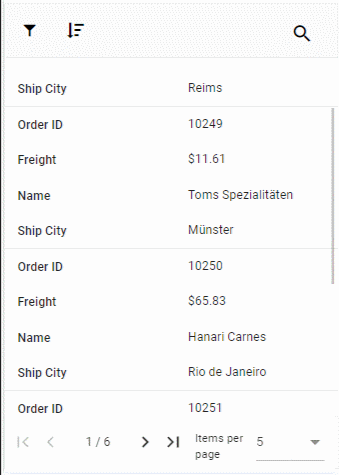 Ship City Reims
Order ID 10249
Freight $11.61
Name Toms Spezialitäten
Ship City Münster
Order ID 10250
Freight $65.83
Name Hanari Carnes
Ship City Rio de Janeiro
Order ID 10251
1 / 6 Items per page 5